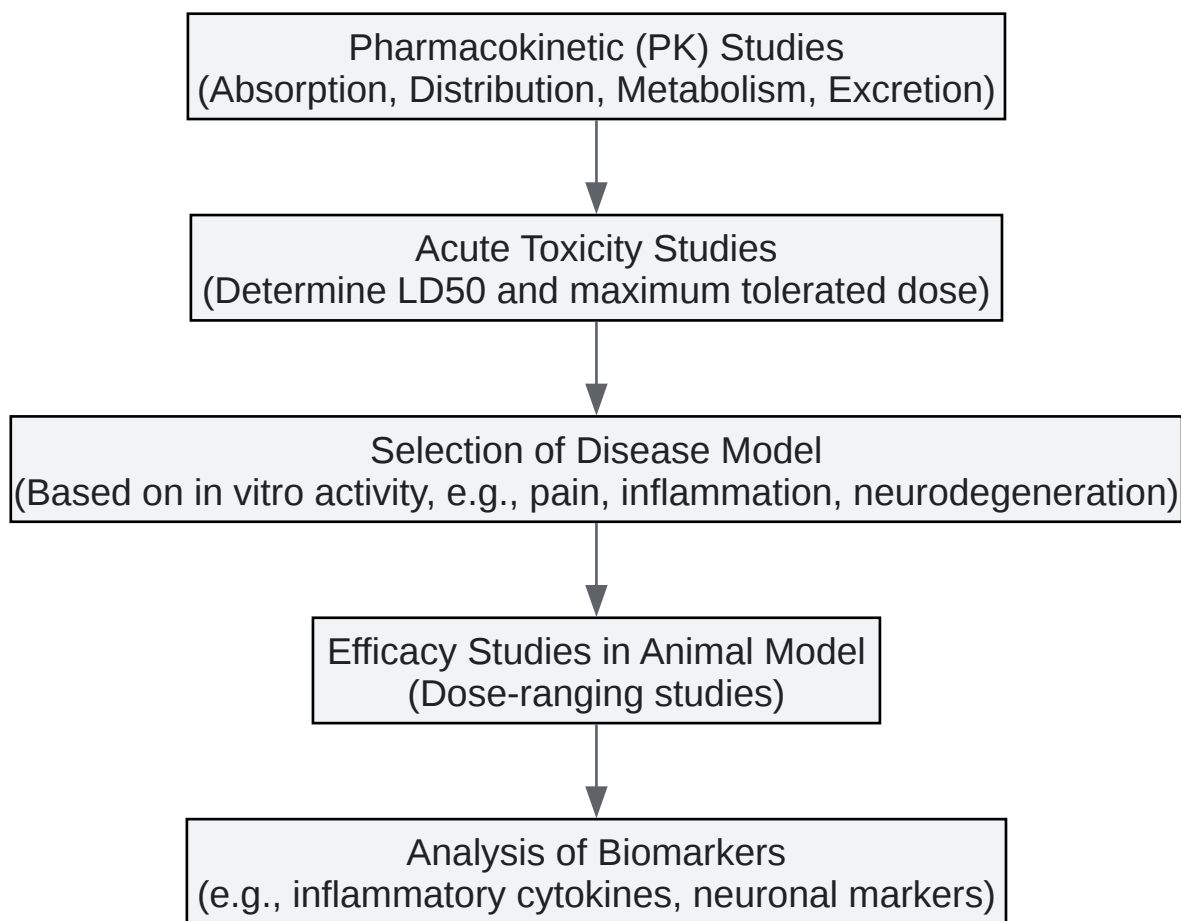 Pharmacokinetic (PK) Studies
(Absorption, Distribution, Metabolism, Excretion)
Acute Toxicity Studies
(Determine LD50 and maximum tolerated dose)
Selection of Disease Model
(Based on in vitro activity, e.g., pain, inflammation, neurodegeneration)
Efficacy Studies in Animal Model
(Dose-ranging studies)
Analysis of Biomarkers
(e.g., inflammatory cytokines, neuronal markers)